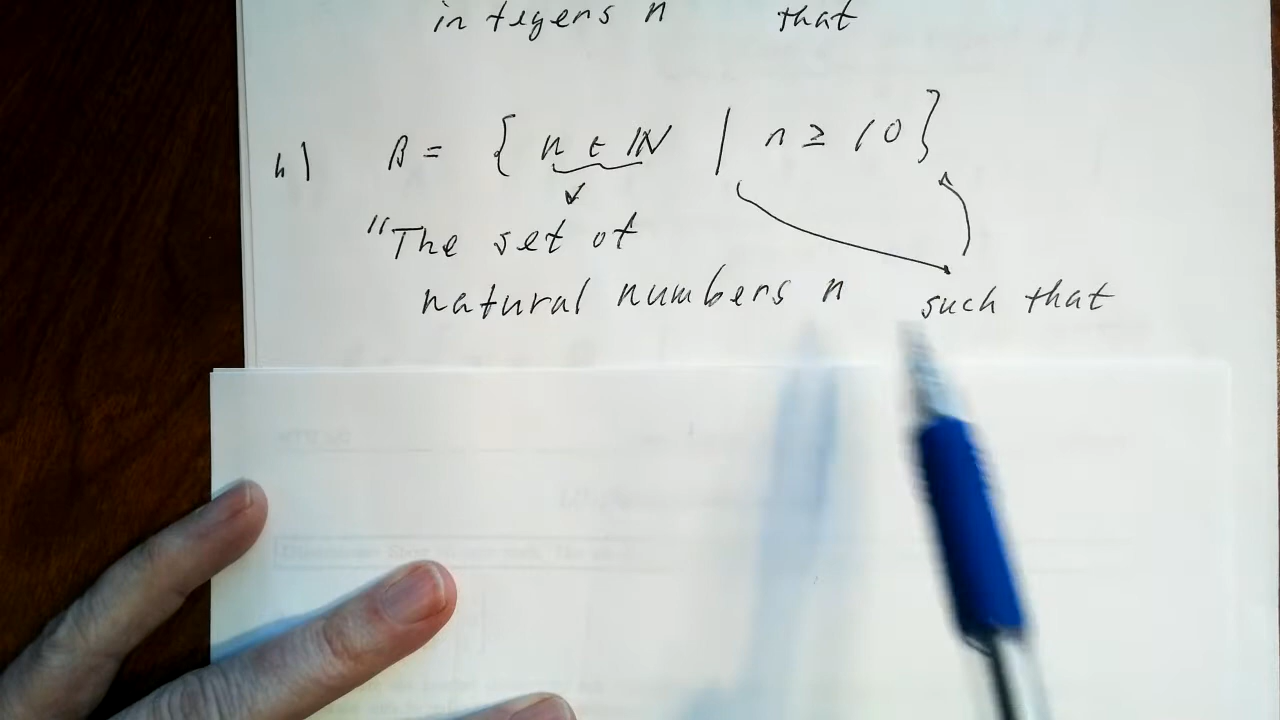 integers n that
b) B = { n ∈ ℕ | n ≥ 10 }
"The set of
natural numbers n such that